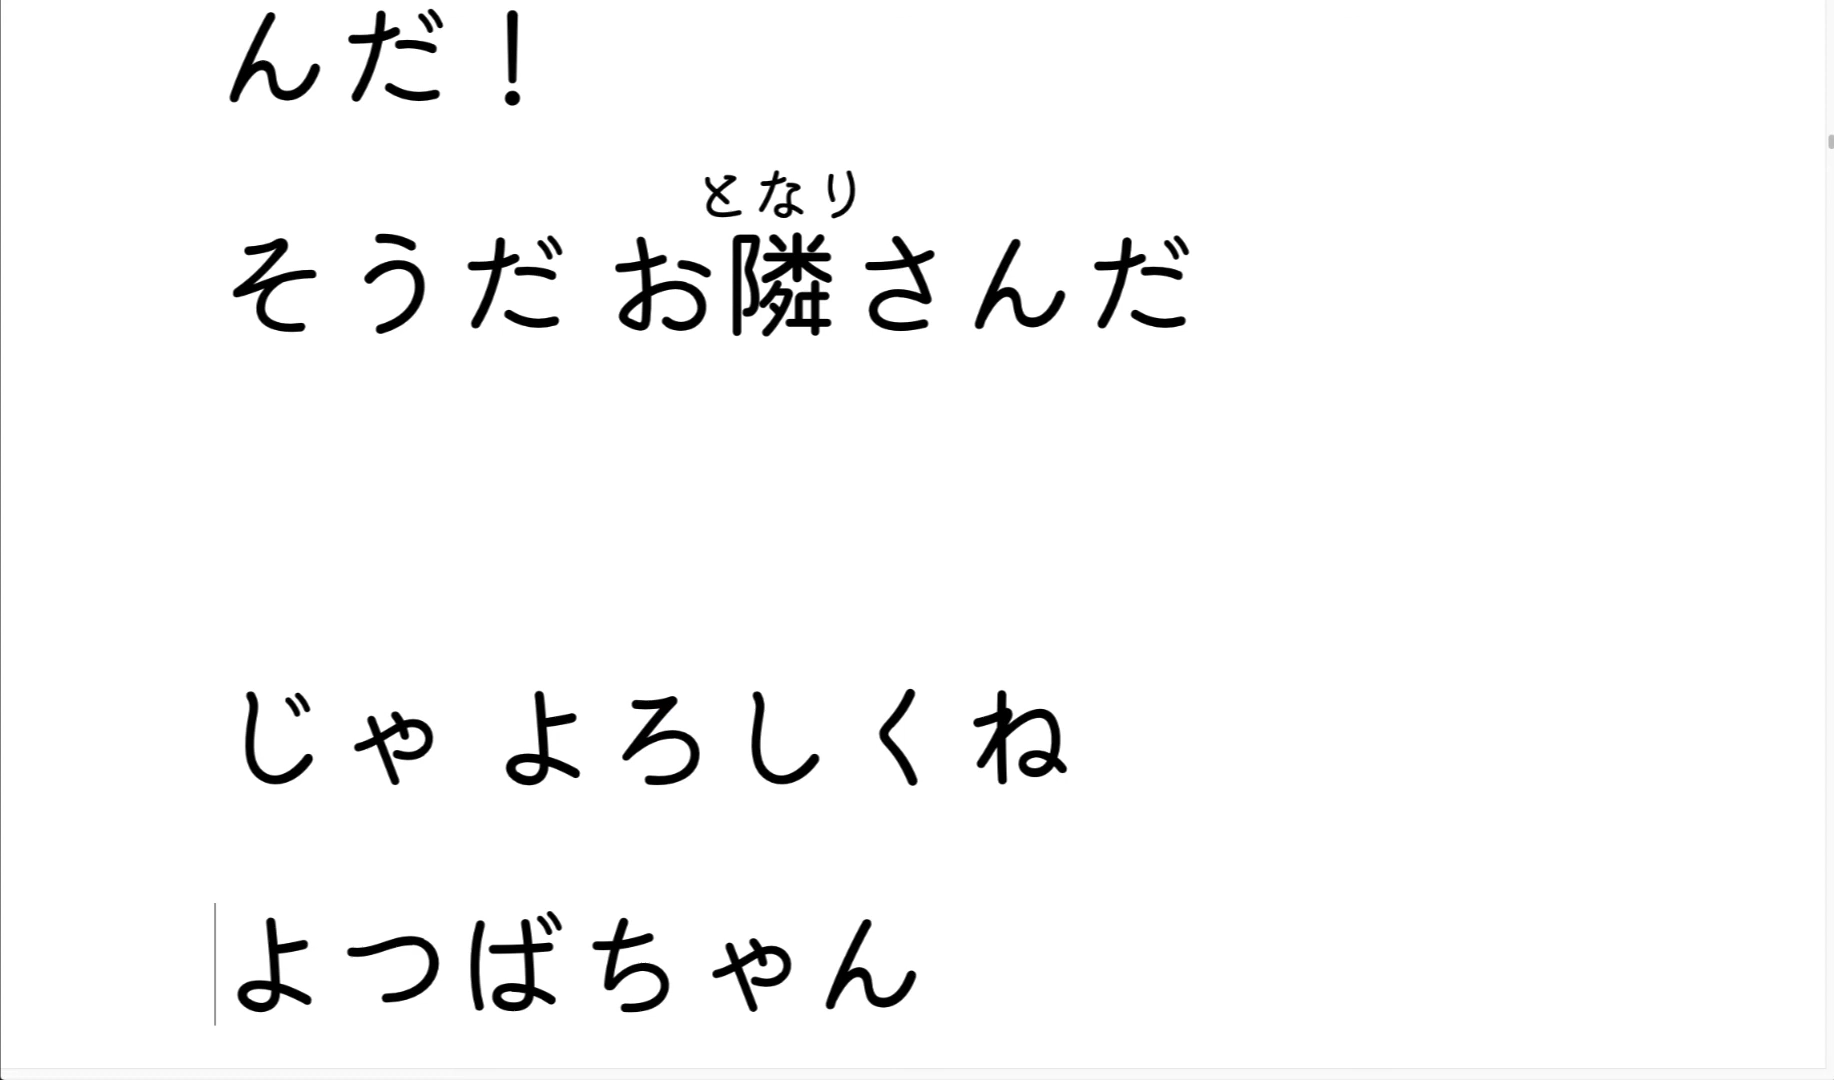 んだ！
となり
そうだ お隣さんだ
じゃ よろしくね
よつばちゃん